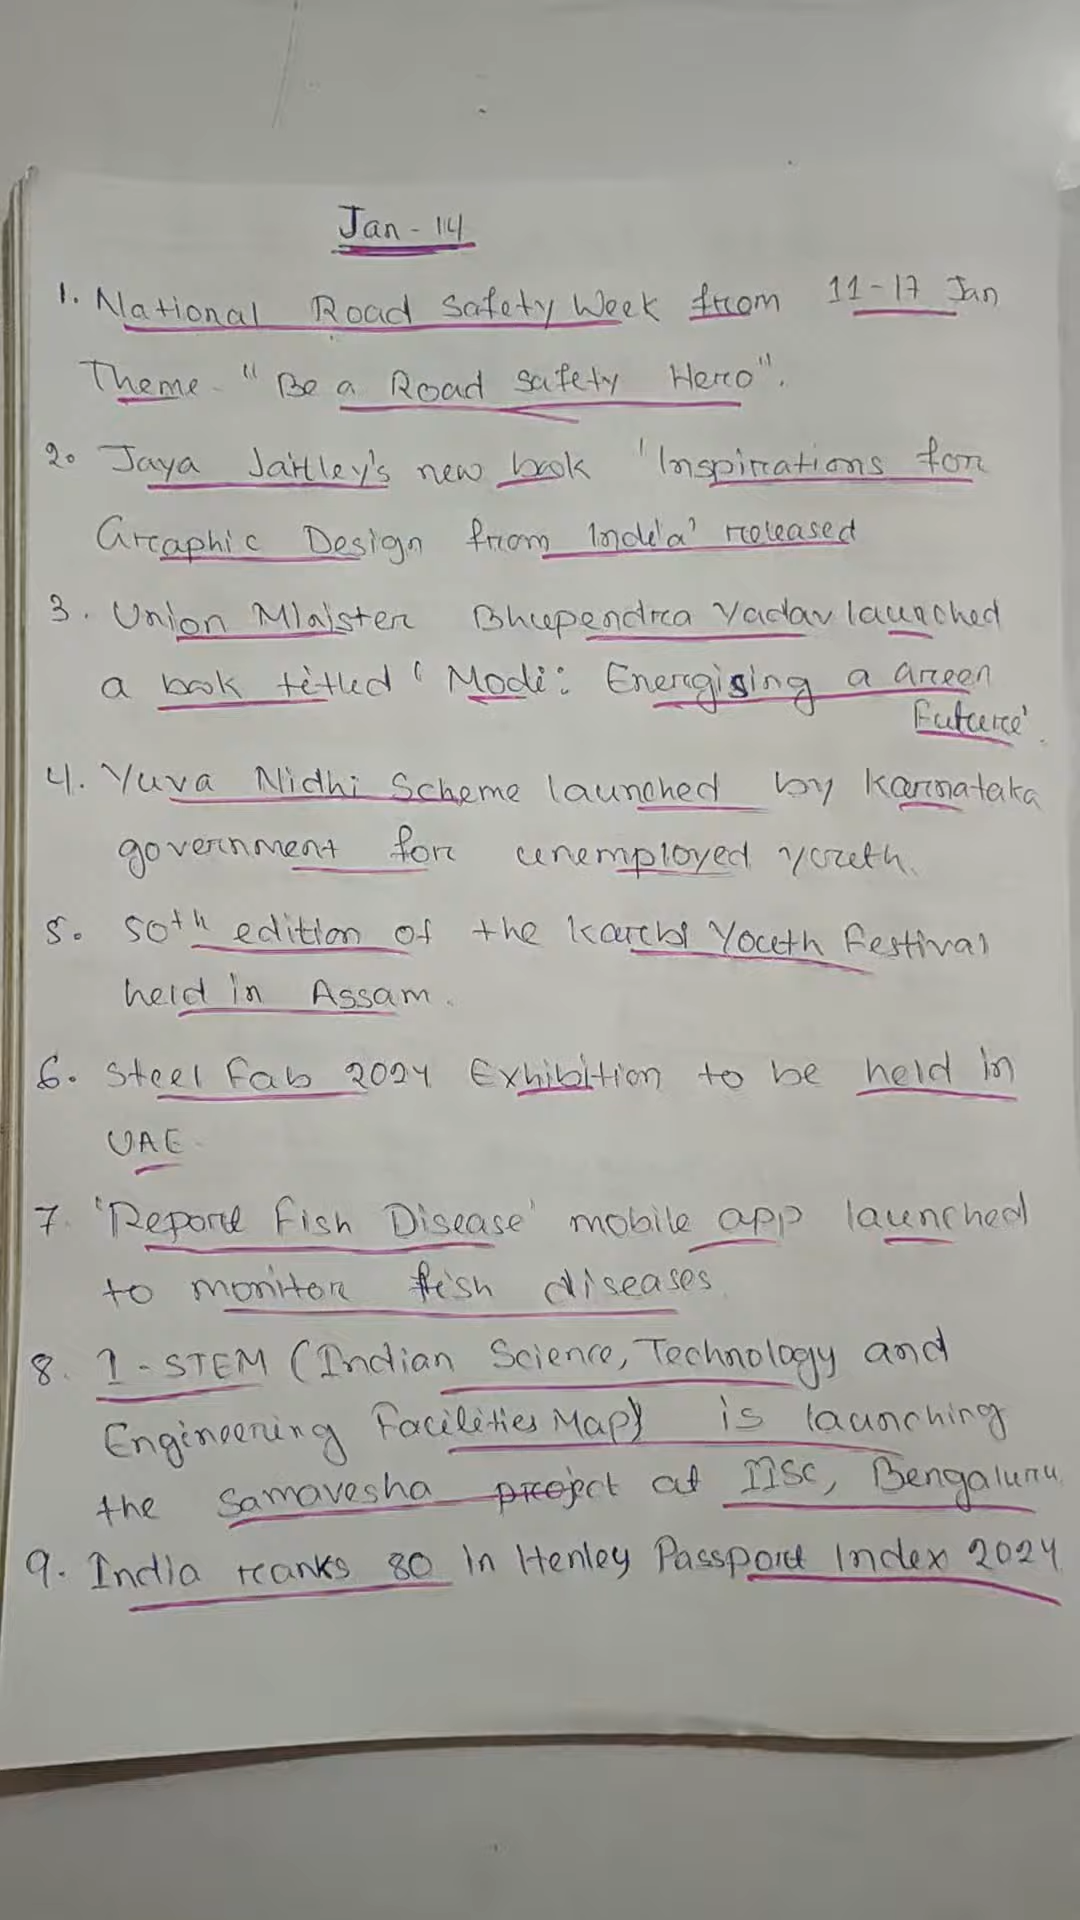 Jan - 14
1. National Road Safety Week from 11-17 Jan
Theme - "Be a Road Safety Hero".
2. Jaya Jaitley's new book 'Inspirations for
Graphic Design from India' released
3. Union Minister Bhupendra Yadav launched
a book titled 'Modi: Energising a Green
Future'.
4. Yuva Nidhi Scheme launched by Karnataka
government for unemployed youth.
5. 50th edition of the Karbi Youth Festival
held in Assam.
6. Steel Fab 2024 Exhibition to be held in
UAE.
7. 'Report Fish Disease' mobile app launched
to monitor fish diseases
8. I-STEM (Indian Science, Technology and
Engineering Facilities Map) is launching
the Samavesha project at IISc, Bengaluru.
9. India ranks 80 in Henley Passport Index 2024